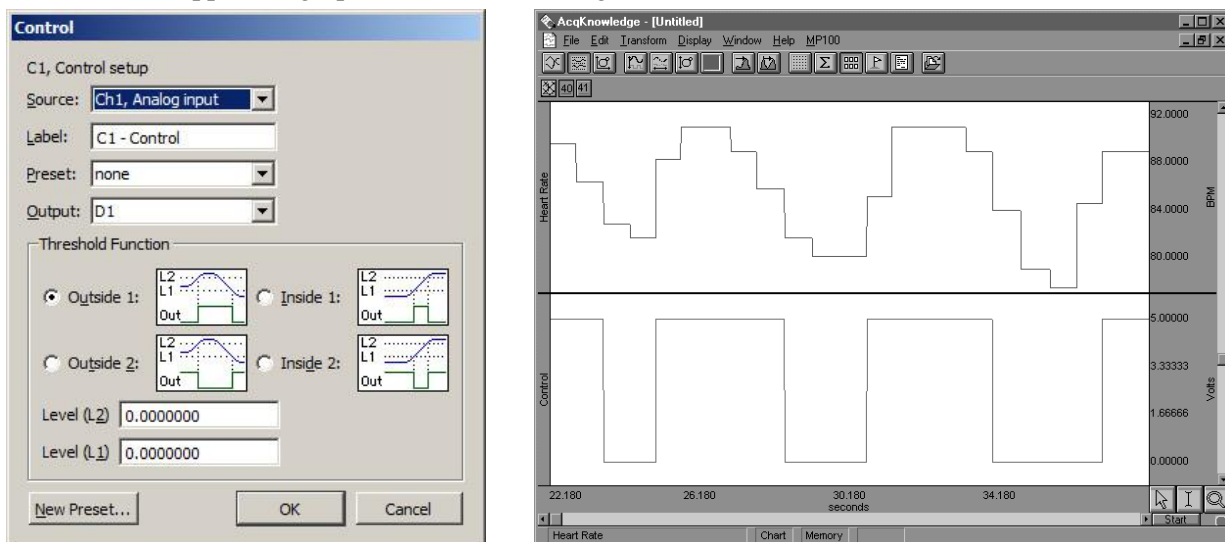 Control
C1, Control setup
Source: Ch1, Analog input
Label: C1 - Control
Preset: none
Output: D1
Threshold Function
Outside 1:
L2
L1
Out
Inside 1:
L2
L1
Out
Outside 2:
L2
L1
Out
Inside 2:
L2
L1
Out
Level (L2) 0.0000000
Level (L1) 0.0000000
New Preset...
OK
Cancel
AcqKnowledge - [Untitled]
File Edit Transform Display Window Help MP100
40 41
Heart Rate
92.0000
88.0000
84.0000
80.0000
BPM
Control
5.00000
3.33333
1.66666
0.00000
Volts
22.180 26.180 30.180 34.180
seconds
Start
Heart Rate Chart Memory